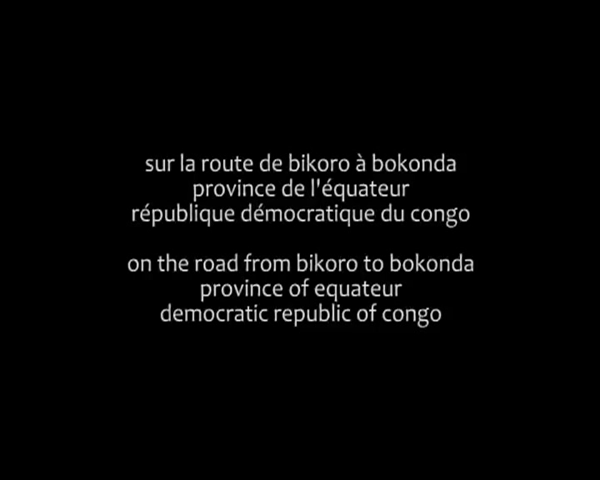 sur la route de bikoro à bokonda
province de l'équateur
république démocratique du congo
on the road from bikoro to bokonda
province of equateur
democratic republic of congo